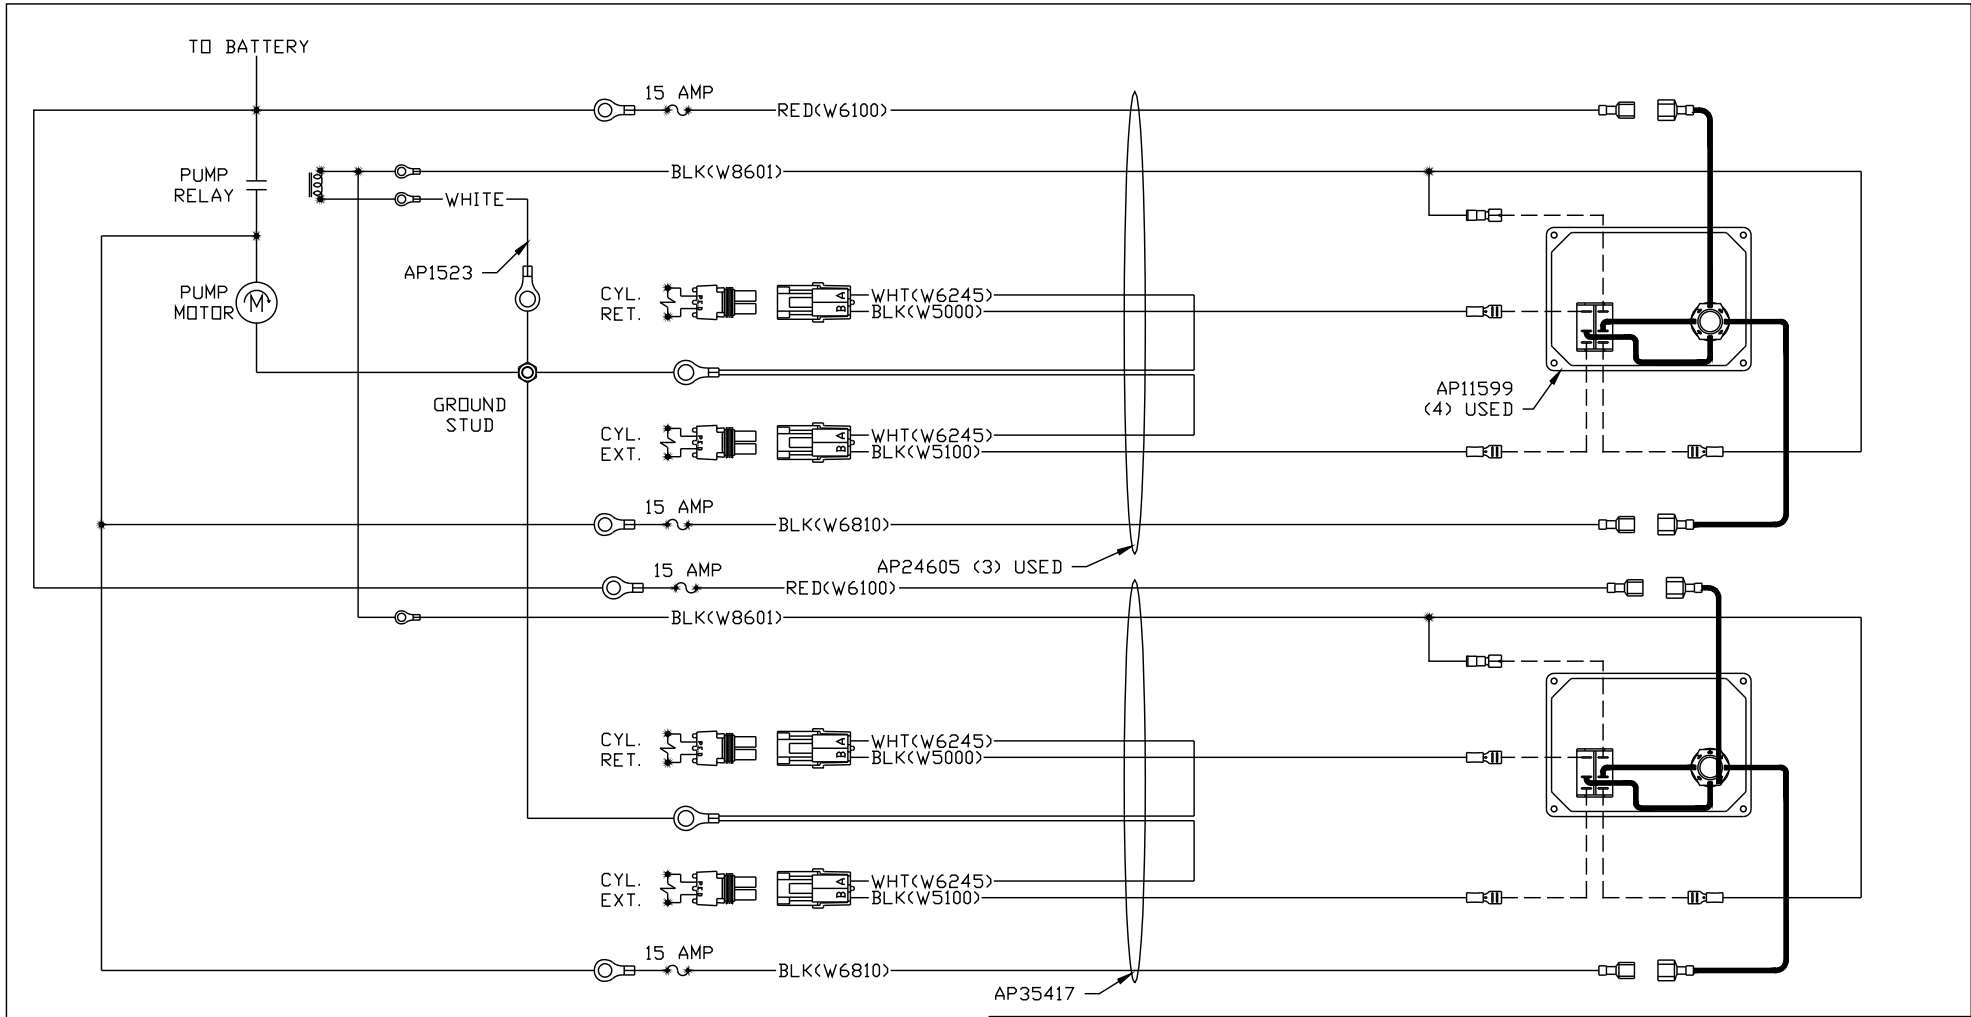 TO BATTERY
15 AMP
RED(W6100)
PUMP
RELAY
BLK(W8601)
WHITE
AP1523
PUMP
MOTOR
M
CYL.
RET.
A
B
WHT(W6245)
BLK(W5000)
GROUND
STUD
AP11599
(4) USED
CYL.
EXT.
A
B
WHT(W6245)
BLK(W5100)
15 AMP
BLK(W6810)
AP24605 (3) USED
15 AMP
RED(W6100)
BLK(W8601)
CYL.
RET.
A
B
WHT(W6245)
BLK(W5000)
CYL.
EXT.
A
B
WHT(W6245)
BLK(W5100)
15 AMP
BLK(W6810)
AP35417